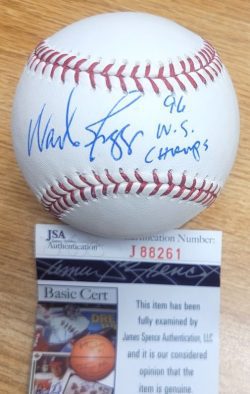 Wade Boggs
96
W.S.
Champs
JSA
Authentication
Certification Number:
J88261
James Spence
Basic Cert
This item has been
fully examined by
James Spence Authentication, LLC
and it is our considered
opinion that the
item is genuine.